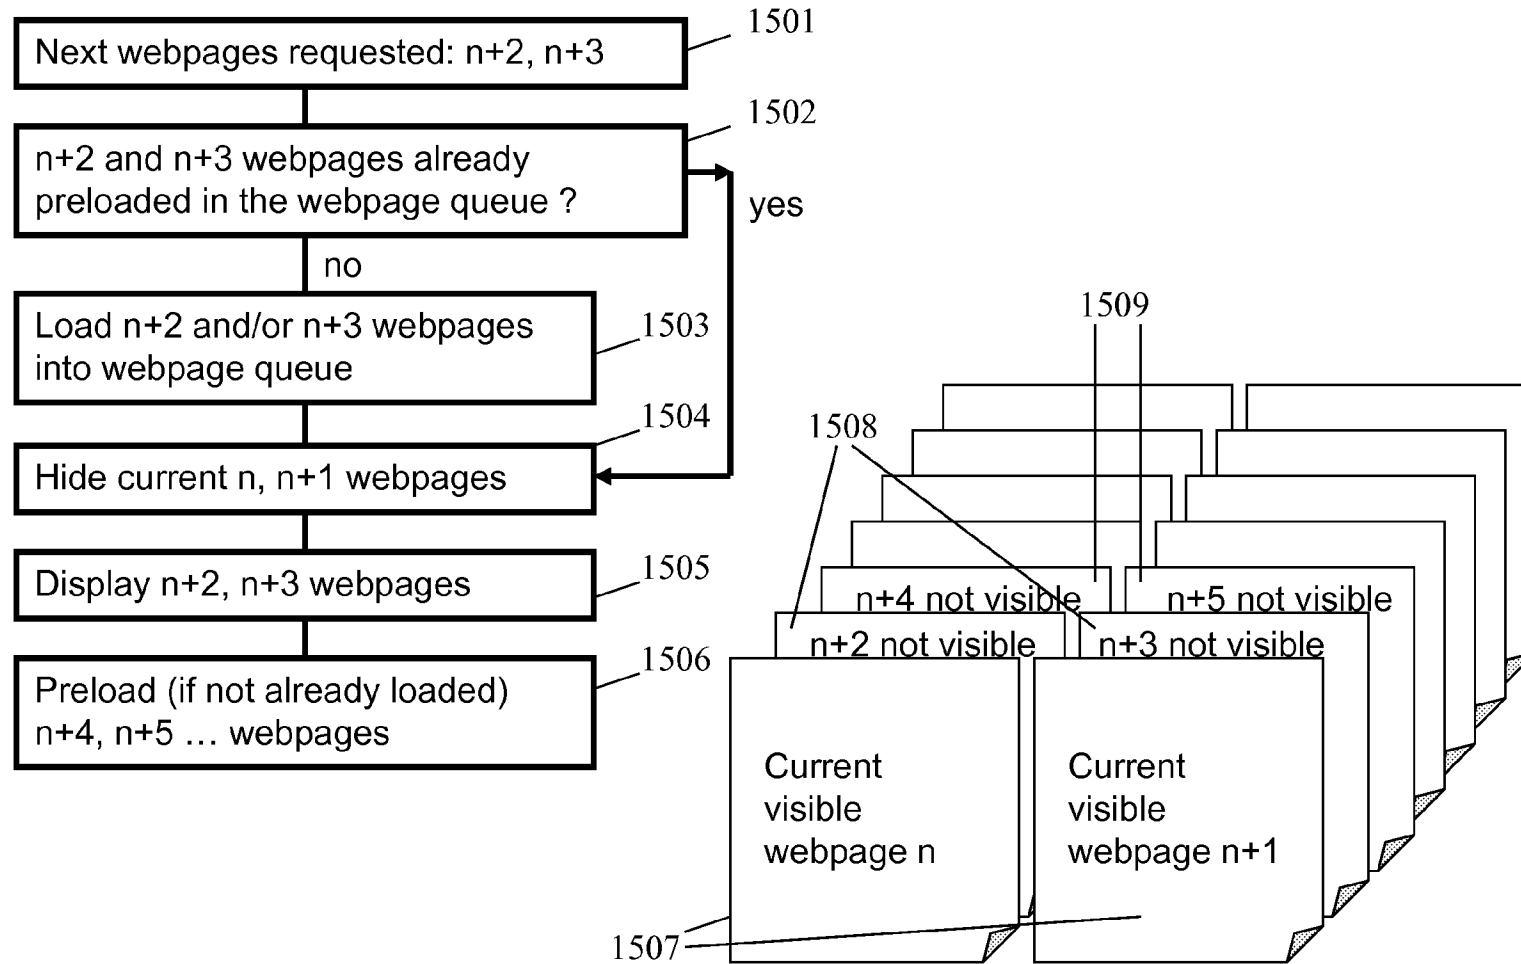 1501
Next webpages requested: n+2, n+3
1502
n+2 and n+3 webpages already
preloaded in the webpage queue ?
yes
no
Load n+2 and/or n+3 webpages
into webpage queue
1503
1504
Hide current n, n+1 webpages
Display n+2, n+3 webpages
1505
1506
Preload (if not already loaded)
n+4, n+5 ... webpages
1509
1508
n+4 not visible
n+5 not visible
n+2 not visible
n+3 not visible
Current
visible
webpage n
Current
visible
webpage n+1
1507